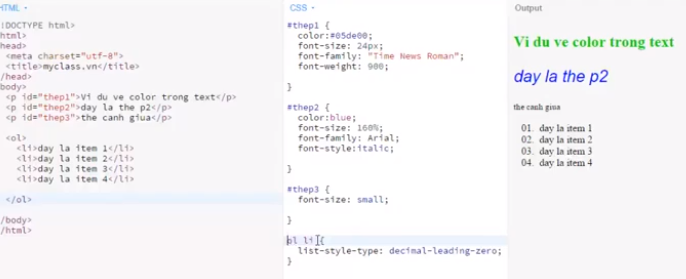 HTML
!DOCTYPE html>
html>
head>
<meta charset="utf-8">
<title>myclass.vn</title>
/head>
body>
<p id="thep1">Vi du ve color trong text</p>
<p id="thep2">day la the p2</p>
<p id="thep3">the canh giua</p>
<ol>
<li>day la item 1</li>
<li>day la item 2</li>
<li>day la item 3</li>
<li>day la item 4</li>
</ol>
/body>
/html>
CSS
#thep1 {
color:#05de00;
font-size: 24px;
font-family: "Time News Roman";
font-weight: 900;
}
#thep2 {
color:blue;
font-size: 160%;
font-family: Arial;
font-style:italic;
}
#thep3 {
font-size: small;
}
ol li {
list-style-type: decimal-leading-zero;
}
Output
Vi du ve color trong text
day la the p2
the canh giua
01. day la item 1
02. day la item 2
03. day la item 3
04. day la item 4